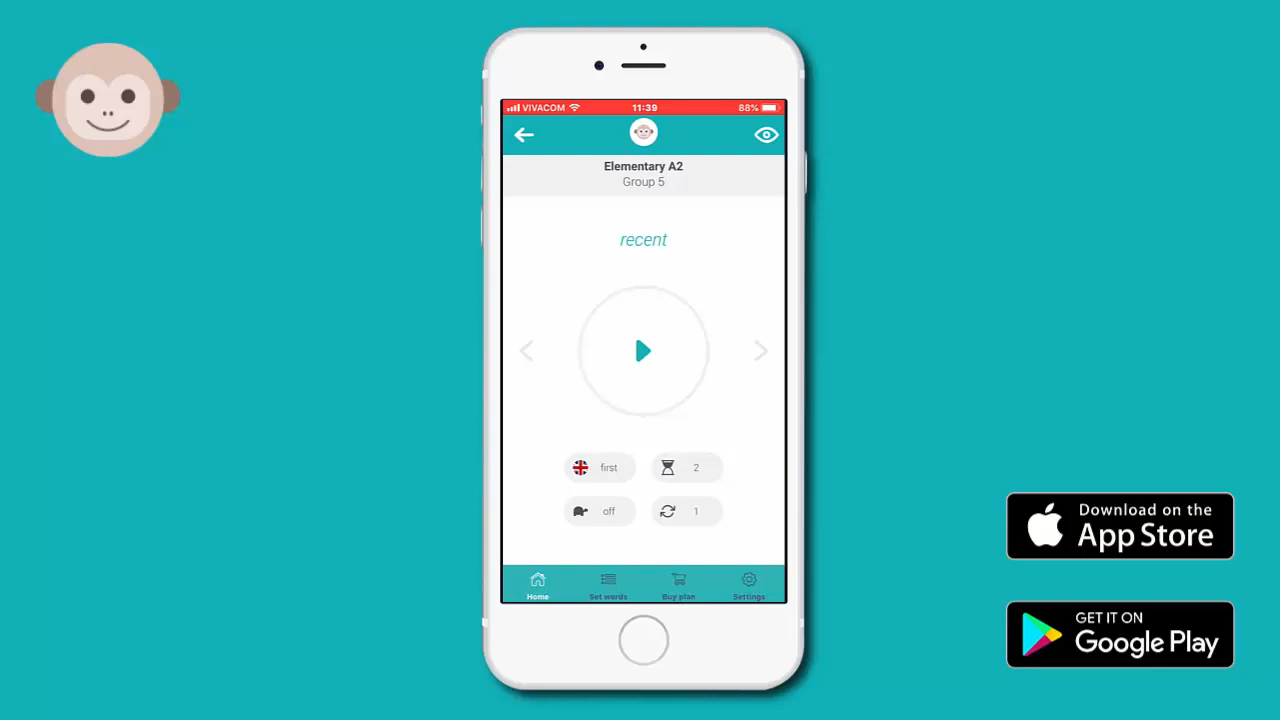 VIVACOM 11:39 88%
Elementary A2
Group 5
recent
first 2
off 1
Home Set words Buy plan Settings
Download on the
App Store
GET IT ON
Google Play